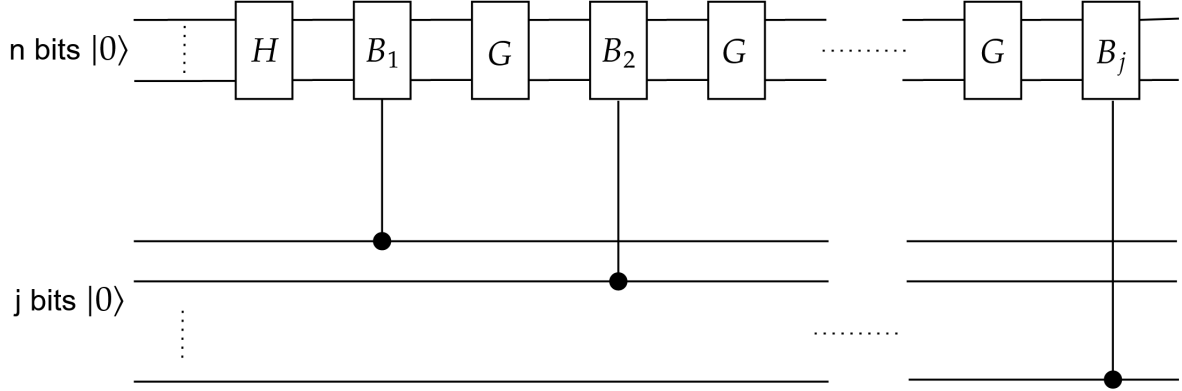 n bits |0⟩ H B₁ G B₂ G G Bⱼ
j bits |0⟩